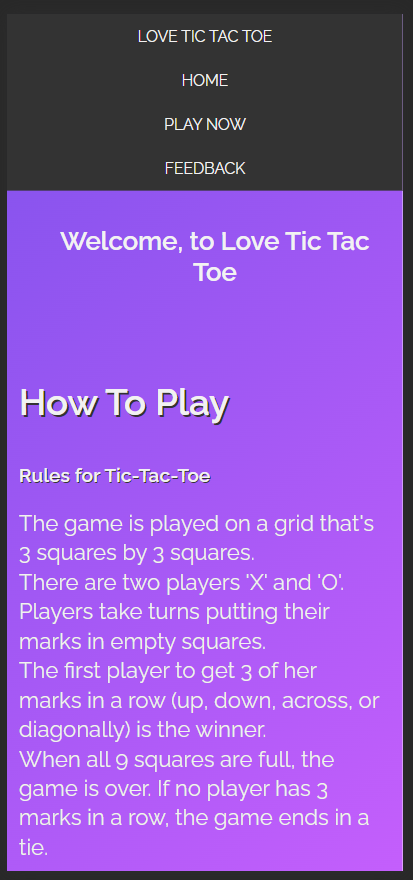 LOVE TIC TAC TOE
HOME
PLAY NOW
FEEDBACK
Welcome, to Love Tic Tac
Toe
How To Play
Rules for Tic-Tac-Toe
The game is played on a grid that's
3 squares by 3 squares.
There are two players 'X' and 'O'.
Players take turns putting their
marks in empty squares.
The first player to get 3 of her
marks in a row (up, down, across, or
diagonally) is the winner.
When all 9 squares are full, the
game is over. If no player has 3
marks in a row, the game ends in a
tie.